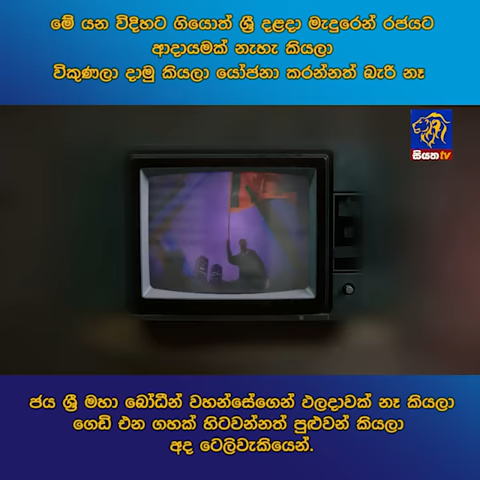 මේ යන විදිහට ගියොත් ශ්‍රී දළදා මැදුරෙන් රජයට
ආදායමක් නැහැ කියලා
විකුණලා දාමු කියලා යෝජනා කරන්නත් බැරි නෑ
සියත tv
ජය ශ්‍රී මහා බෝධීන් වහන්සේගෙන් ඵලදාවක් නෑ කියලා
ගෙඩි එන ගහක් හිටවන්නත් පුළුවන් කියලා
අද ටෙලිවැකියෙන්.